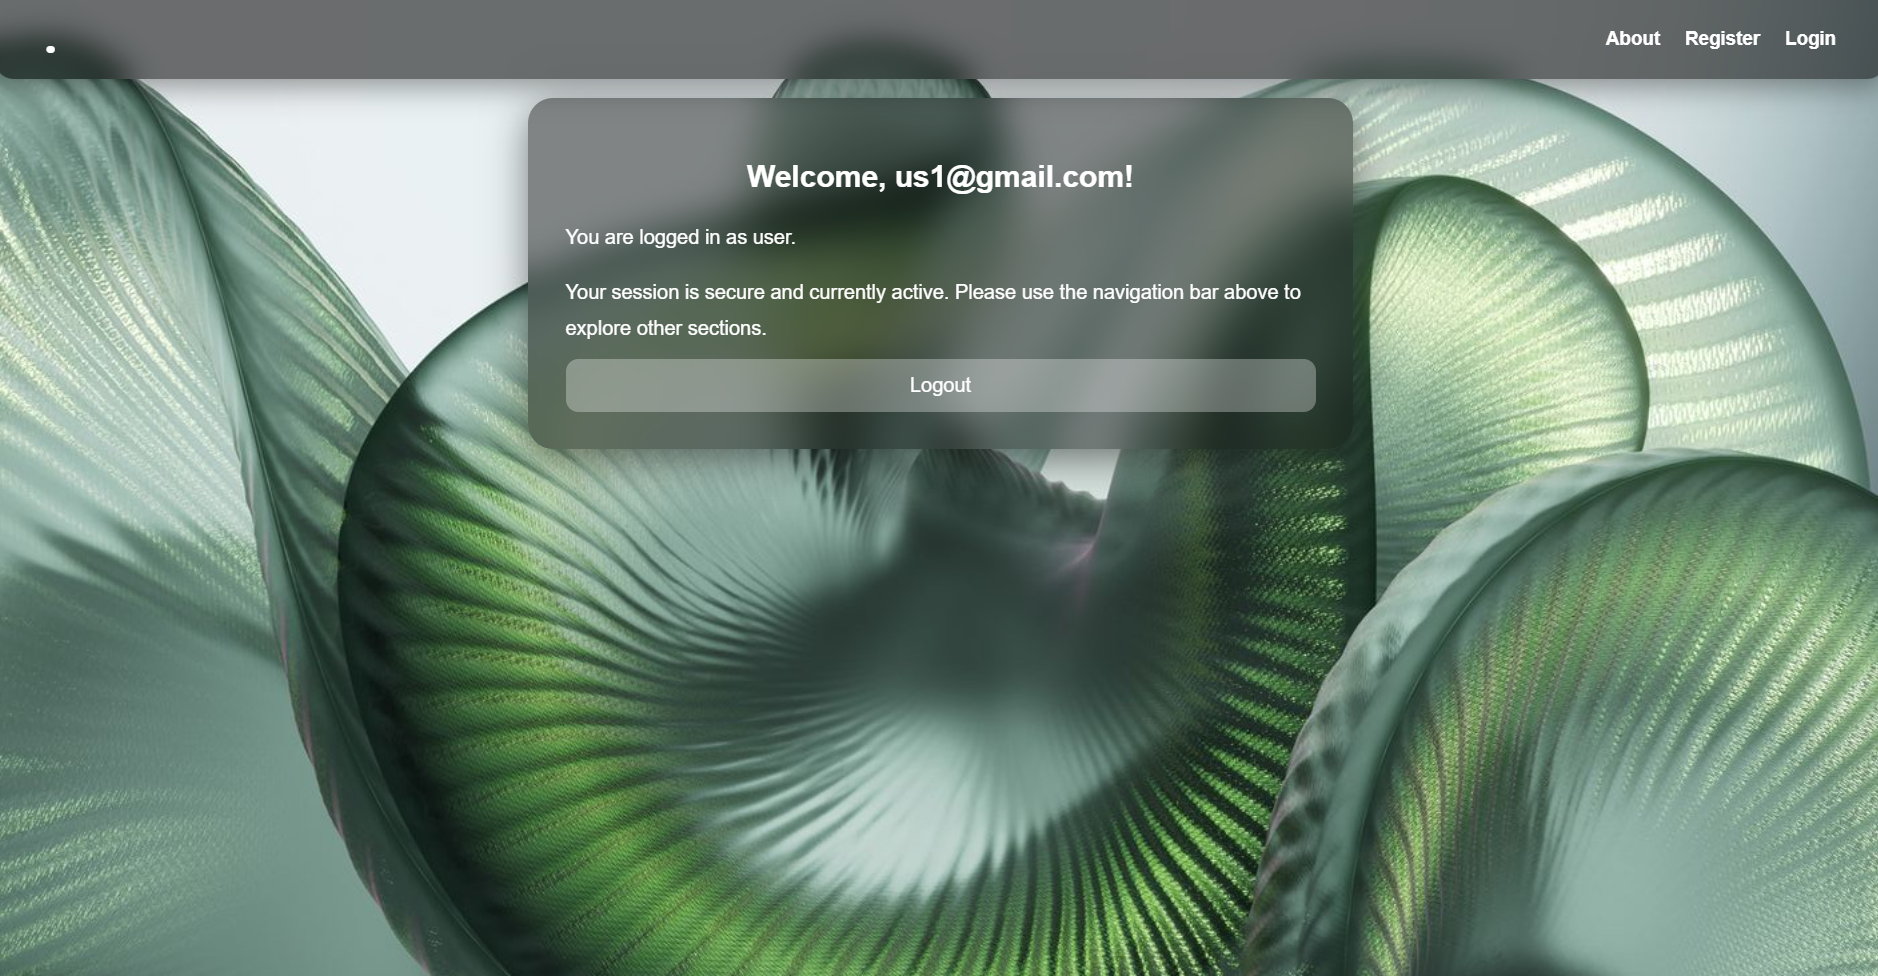 .
About Register Login
Welcome, us1@gmail.com!
You are logged in as user.
Your session is secure and currently active. Please use the navigation bar above to
explore other sections.
Logout